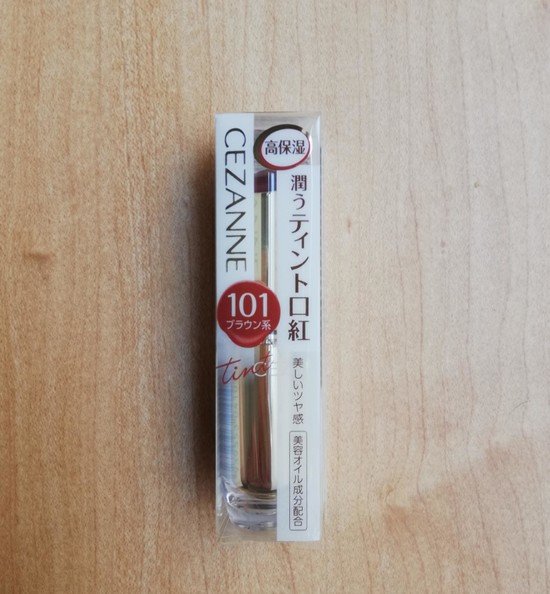 CEZANNE
高保湿
潤うティント口紅
101
ブラウン系
tint
美しいツヤ感
美容オイル成分配合